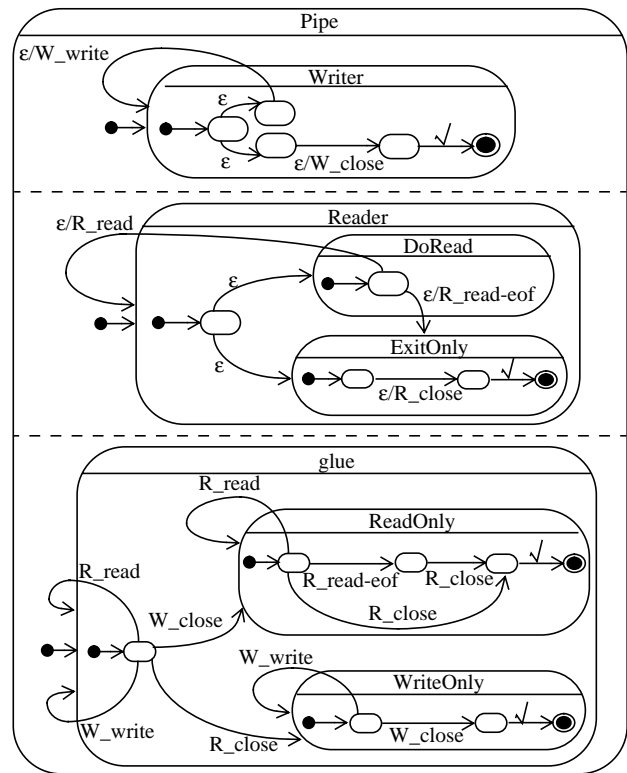 Pipe
ε/W_write
Writer
ε
ε
ε/W_close
√
ε/R_read
Reader
DoRead
ε
ε/R_read-eof
ExitOnly
ε
ε/R_close
√
glue
R_read
ReadOnly
√
R_read-eof
R_close
R_read
W_close
R_close
W_write
WriteOnly
√
W_write
R_close
W_close